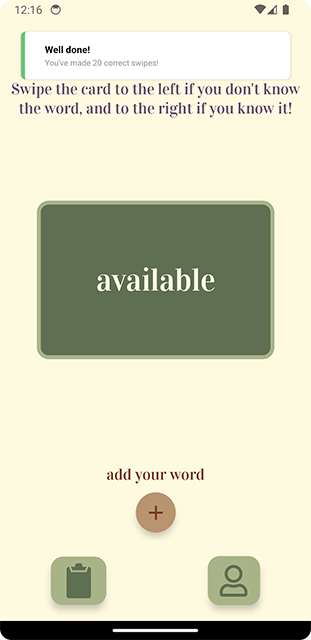 12:16
Well done!
You've made 20 correct swipes!
Swipe the card to the left if you don't know
the word, and to the right if you know it!
available
add your word
+